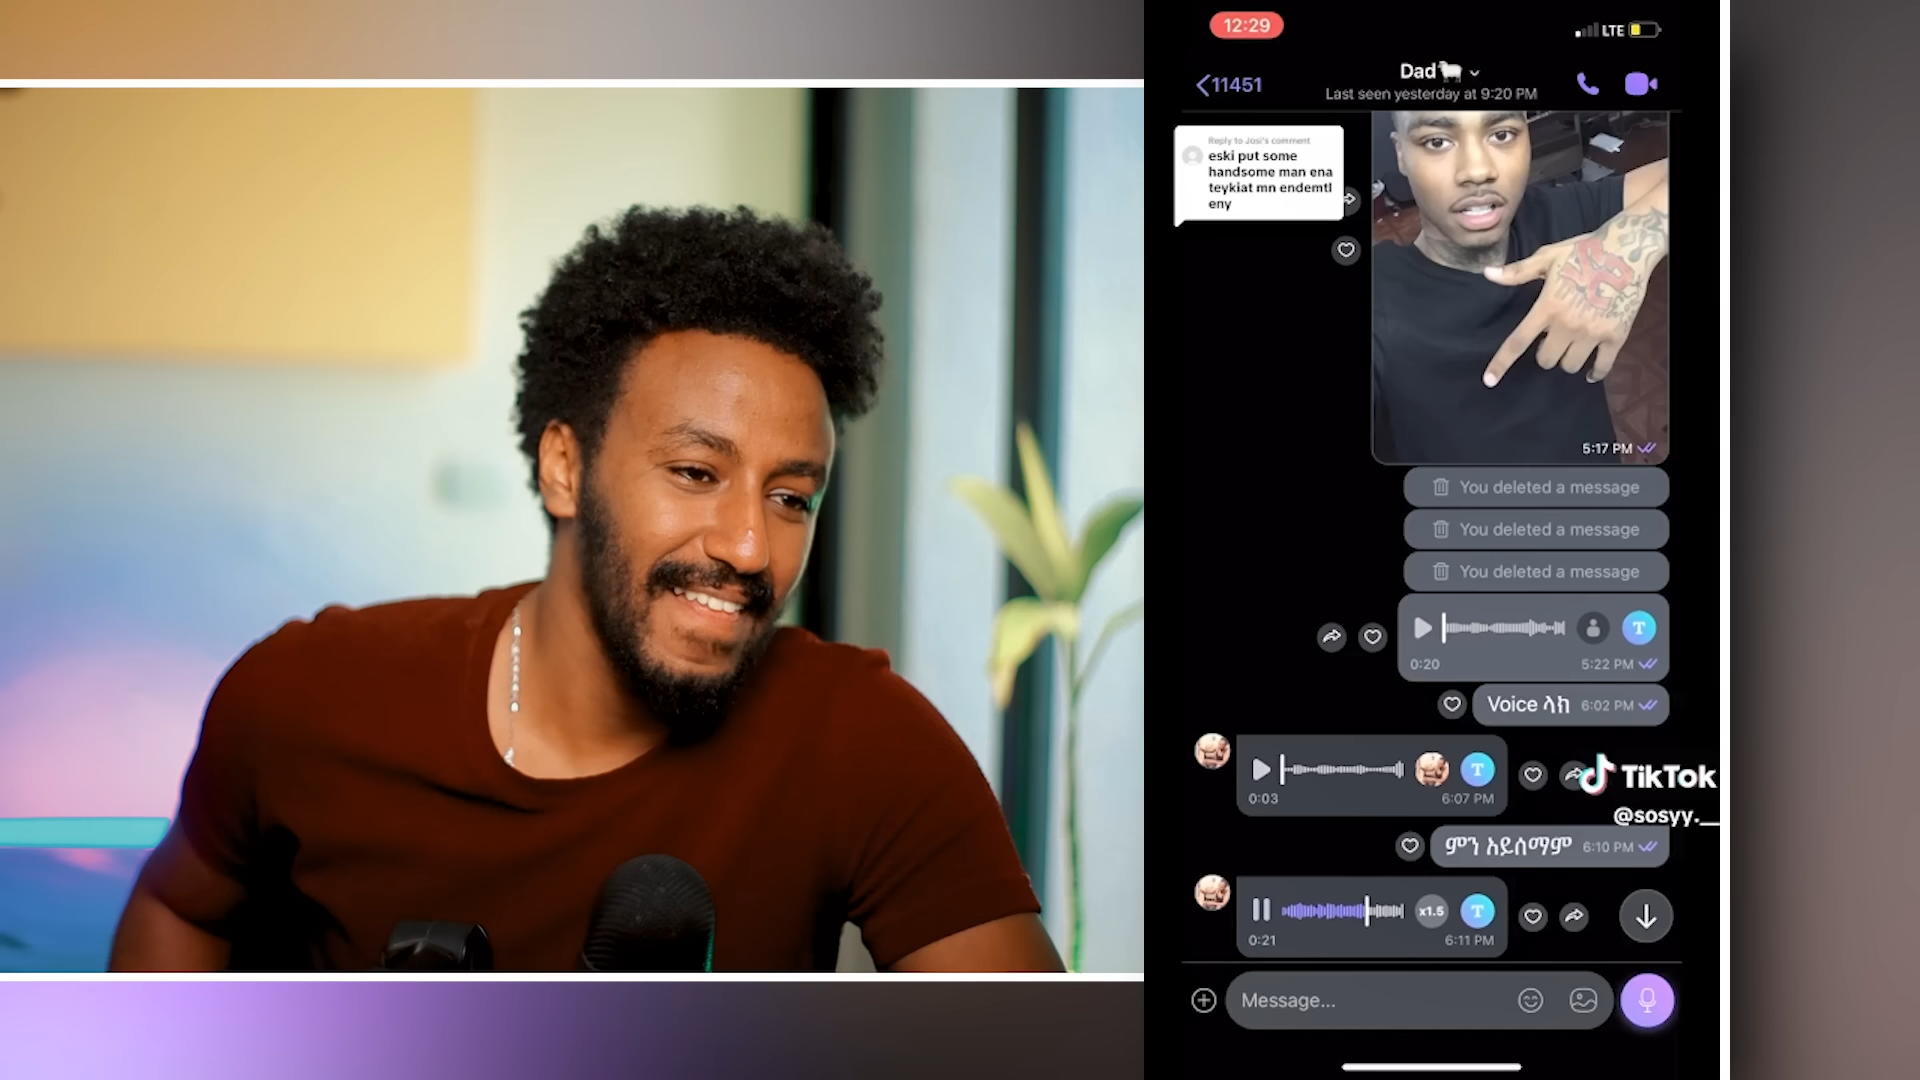 12:29
LTE
11451
Dad
Last seen yesterday at 9:20 PM
Reply to Josi's comment
eski put some
handsome man ena
teykiat mn endemtl
eny
5:17 PM
You deleted a message
You deleted a message
You deleted a message
T
0:20
5:22 PM
Voice ላክ
6:02 PM
T
0:03
6:07 PM
TikTok
@sosyy.__
ምን አይሰማም
6:10 PM
x1.5
T
0:21
6:11 PM
Message...